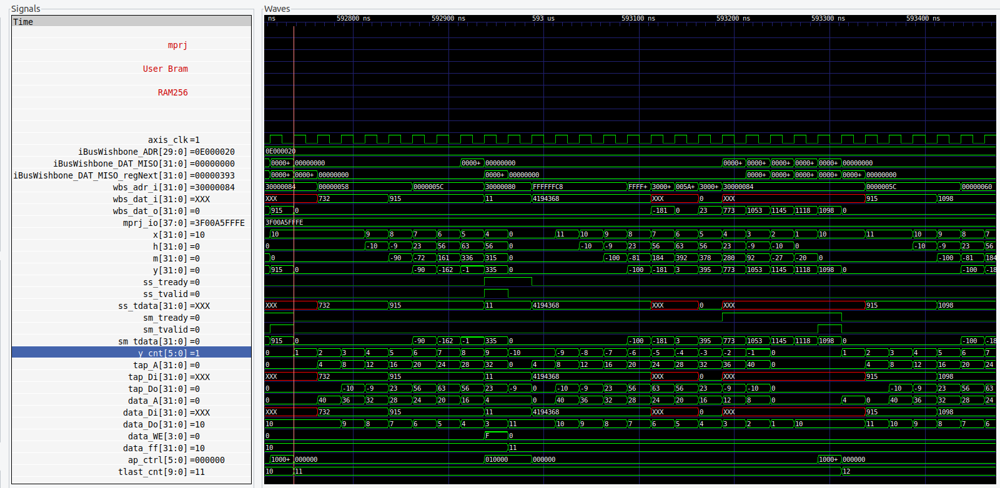 Signals
Waves
Time
ns 592800 ns 592900 ns 593 us 593100 ns 593200 ns 593300 ns 593400 ns
mprj
User Bram
RAM256
axis_clk =1
iBusWishbone_ADR[29:0] =0E000020 0E000020
iBusWishbone_DAT_MISO[31:0] =00000000 0000+ 00000000 0000+ 00000000 0000+ 0000+ 0000+ 0000+ 0000+ 00000000
iBusWishbone_DAT_MISO_regNext[31:0] =00000393 0000+ 0000+ 00000000 0000+ 00000000 0000+ 0000+ 0000+ 0000+ 0000+ 00000000
wbs_adr_i[31:0] =30000084 30000084 00000058 0000005C 30000080 FFFFFFC8 FFFF+ 3000+ 005A+ 3000+ 30000084 0000005C 00000060
wbs_dat_i[31:0] =XXX XXX 732 915 11 4194368 XXX 0 XXX 915 1098
wbs_dat_o[31:0] =0 915 0 -181 0 23 773 1053 1145 1118 1098 0
mprj_io[37:0] =3F00A5FFFE 3F00A5FFFE
x[31:0] =10 10 9 8 7 6 5 4 0 11 10 9 8 7 6 5 4 3 2 1 10 11 10 9 8 7
h[31:0] =0 0 -10 -9 23 56 63 56 0 -10 -9 23 56 63 56 23 -9 -10 0 -10 -9 23 56
m[31:0] =0 0 -90 -72 161 336 315 0 -100 -81 184 392 378 280 92 -27 -20 0 -100 -81 184
y[31:0] =0 915 0 -90 -162 -1 335 0 -100 -181 3 395 773 1053 1145 1118 1098 0 -100 -18
ss_tready =0
ss_tvalid =0
ss_tdata[31:0] =XXX XXX 732 915 11 4194368 XXX 0 XXX 915 1098
sm_tready =0
sm_tvalid =0
sm_tdata[31:0] =0 915 0 -90 -162 -1 335 0 -100 -181 3 395 773 1053 1145 1118 1098 0 -100 -18
y_cnt[5:0] =1 0 1 2 3 4 5 6 7 8 9 -10 -9 -8 -7 -6 -5 -4 -3 -2 -1 0 1 2 3 4 5 6 7
tap_A[31:0] =0 0 4 8 12 16 20 24 28 32 0 4 8 12 16 20 24 28 32 36 40 0 4 8 12 16 20 24
tap_Di[31:0] =XXX XXX 732 915 11 4194368 XXX 0 XXX 915 1098
tap_Do[31:0] =0 0 -10 -9 23 56 63 56 23 -9 0 -10 -9 23 56 63 56 23 -9 -10 0 -10 -9 23 56 63
data_A[31:0] =0 0 40 36 32 28 24 20 16 4 0 40 36 32 28 24 20 16 12 8 0 4 0 40 36 32 28 24
data_Di[31:0] =XXX XXX 732 915 11 4194368 XXX 0 XXX 915 1098
data_Do[31:0] =10 10 9 8 7 6 5 4 3 11 10 9 8 7 6 5 4 3 2 1 10 11 10 9 8 7 6
data_WE[3:0] =0 0 F 0
data_ff[31:0] =10 10 11
ap_ctrl[5:0] =000000 1000+ 000000 010000 000000 1000+ 000000
tlast_cnt[9:0] =11 10 11 12